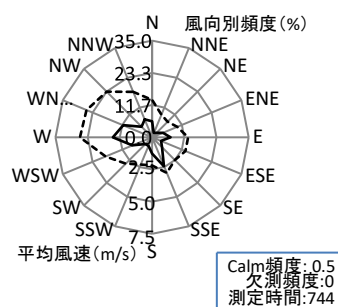 N 風向別頻度(%)
35.0
NNW NNE
NW 23.3 NE
WN... 11.7 ENE
W 0.0 E
WSW 2.5 ESE
SW 5.0 SE
SSW SSE
平均風速(m/s) 7.5
S
Calm頻度: 0.5
欠測頻度:0
測定時間:744